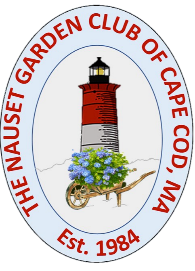 THE NAUSET GARDEN CLUB OF CAPE COD, MA
Est. 1984